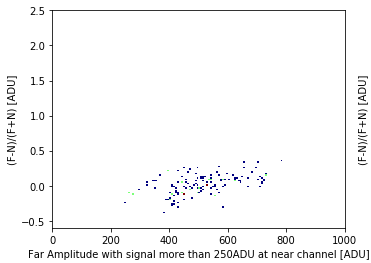 2.5
2.0
1.5
1.0
0.5
0.0
−0.5
(F-N)/(F+N) [ADU]
(F-N)/(F+N) [ADU]
0 200 400 600 800 1000
Far Amplitude with signal more than 250ADU at near channel [ADU]